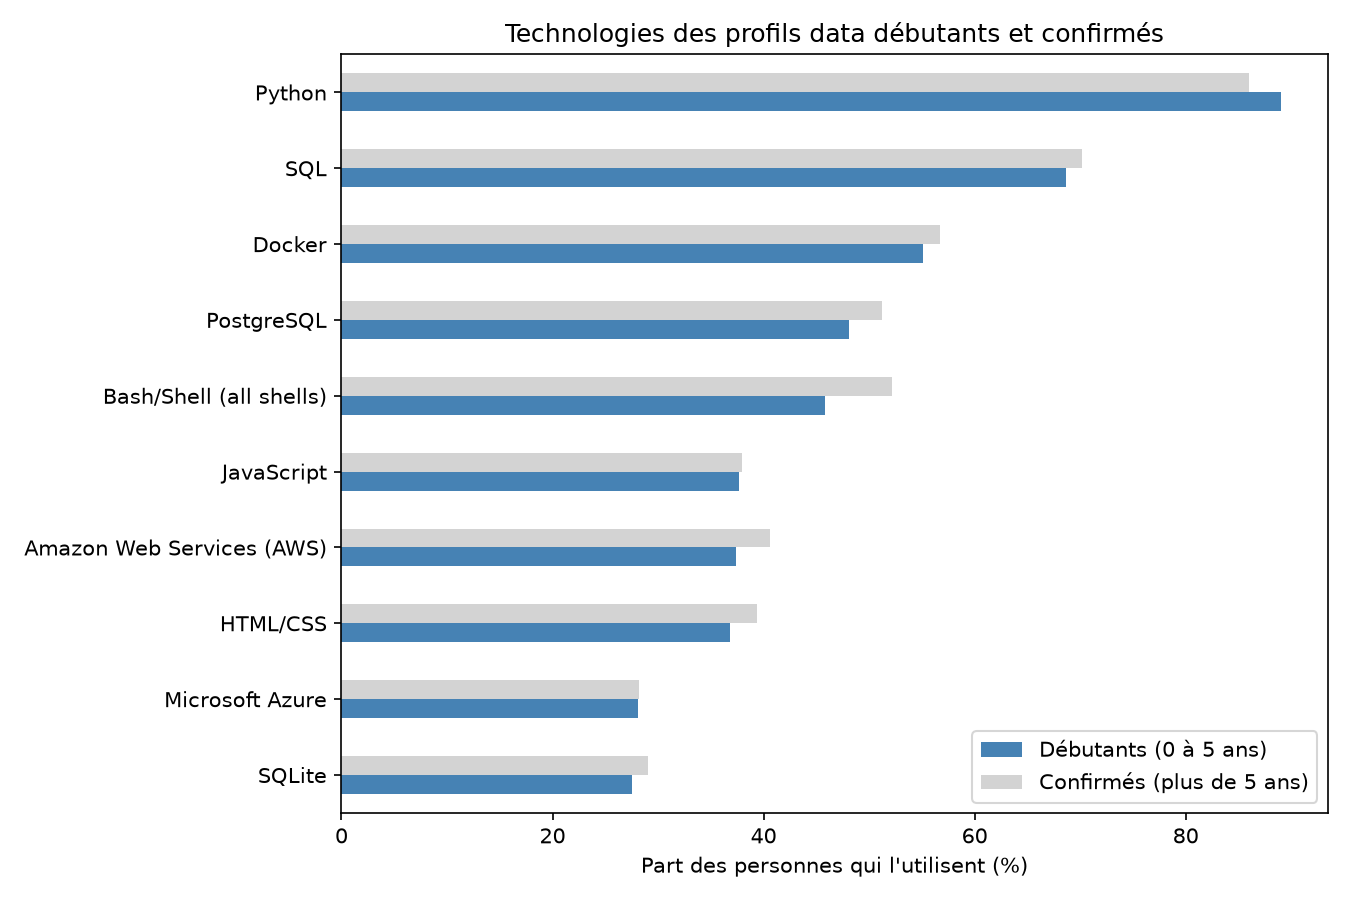 Technologies des profils data débutants et confirmés
Python
SQL
Docker
PostgreSQL
Bash/Shell (all shells)
JavaScript
Amazon Web Services (AWS)
HTML/CSS
Microsoft Azure
SQLite
Débutants (0 à 5 ans)
Confirmés (plus de 5 ans)
0 20 40 60 80
Part des personnes qui l'utilisent (%)